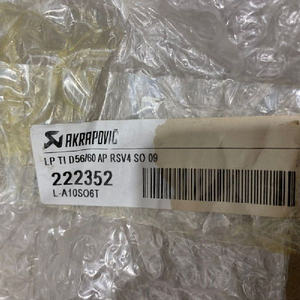 AKRAPOVIČ
LP TI D56/60 AP RSV4 SO 09
222352
L-A10SO6T